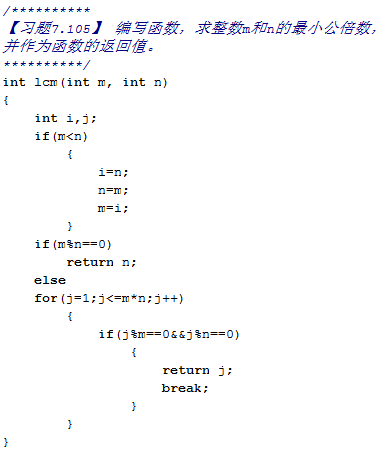 /**********
【习题7.105】 编写函数，求整数m和n的最小公倍数，
并作为函数的返回值。
**********/
int lcm(int m, int n)
{
    int i,j;
    if(m<n)
        {
            i=n;
            n=m;
            m=i;
        }
    if(m%n==0)
        return n;
    else
    for(j=1;j<=m*n;j++)
        {
            if(j%m==0&&j%n==0)
                {
                    return j;
                    break;
                }
        }
}